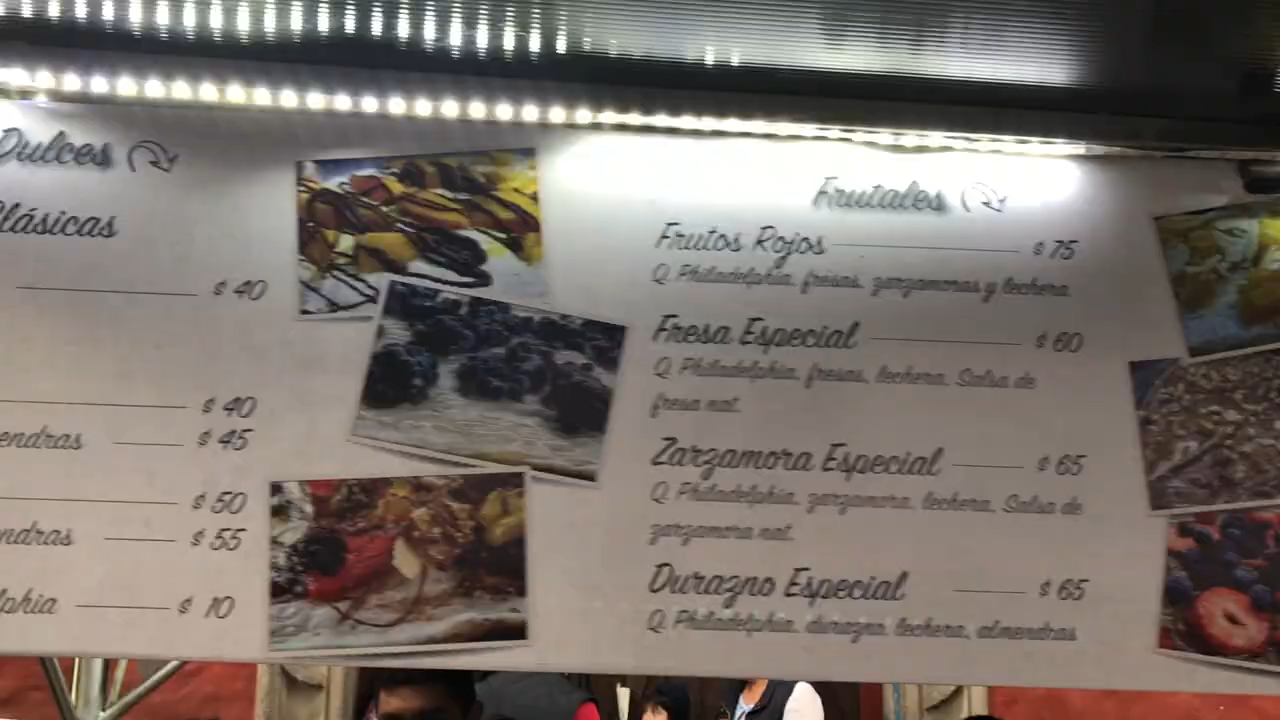 Dulces
Clásicas
$ 40
$ 40
endras $ 45
$ 50
ndras $ 55
lphia $ 10
Frutales
Frutos Rojos $ 75
Q. Philadelphia, fresas, zarzamoras y lechera.
Fresa Especial $ 60
Q. Philadelphia, fresas, lechera. Salsa de
fresa nat.
Zarzamora Especial $ 65
Q. Philadelphia, zarzamora, lechera. Salsa de
zarzamora nat.
Durazno Especial $ 65
Q. Philadelphia, durazno, lechera, almendras